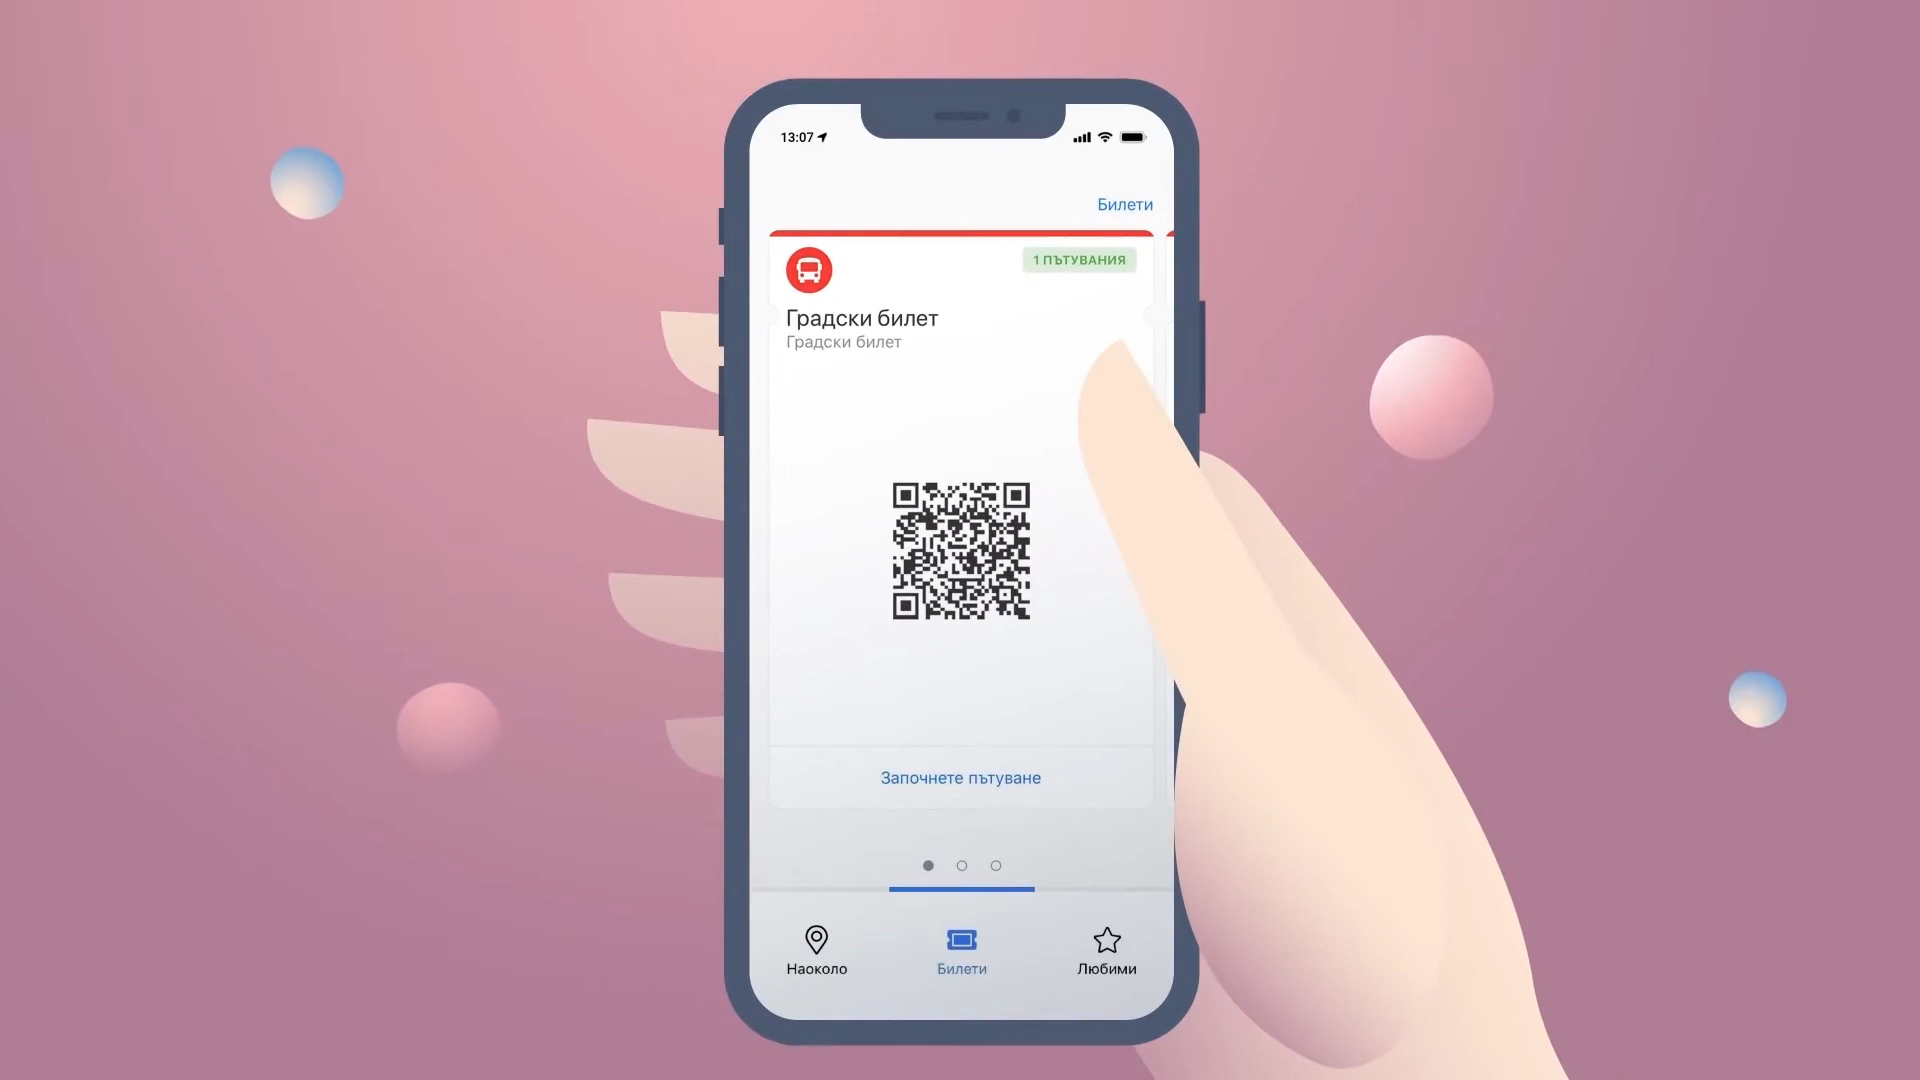 13:07
Билети
1 ПЪТУВАНИЯ
Градски билет
Градски билет
Започнете пътуване
Наоколо
Билети
Любими